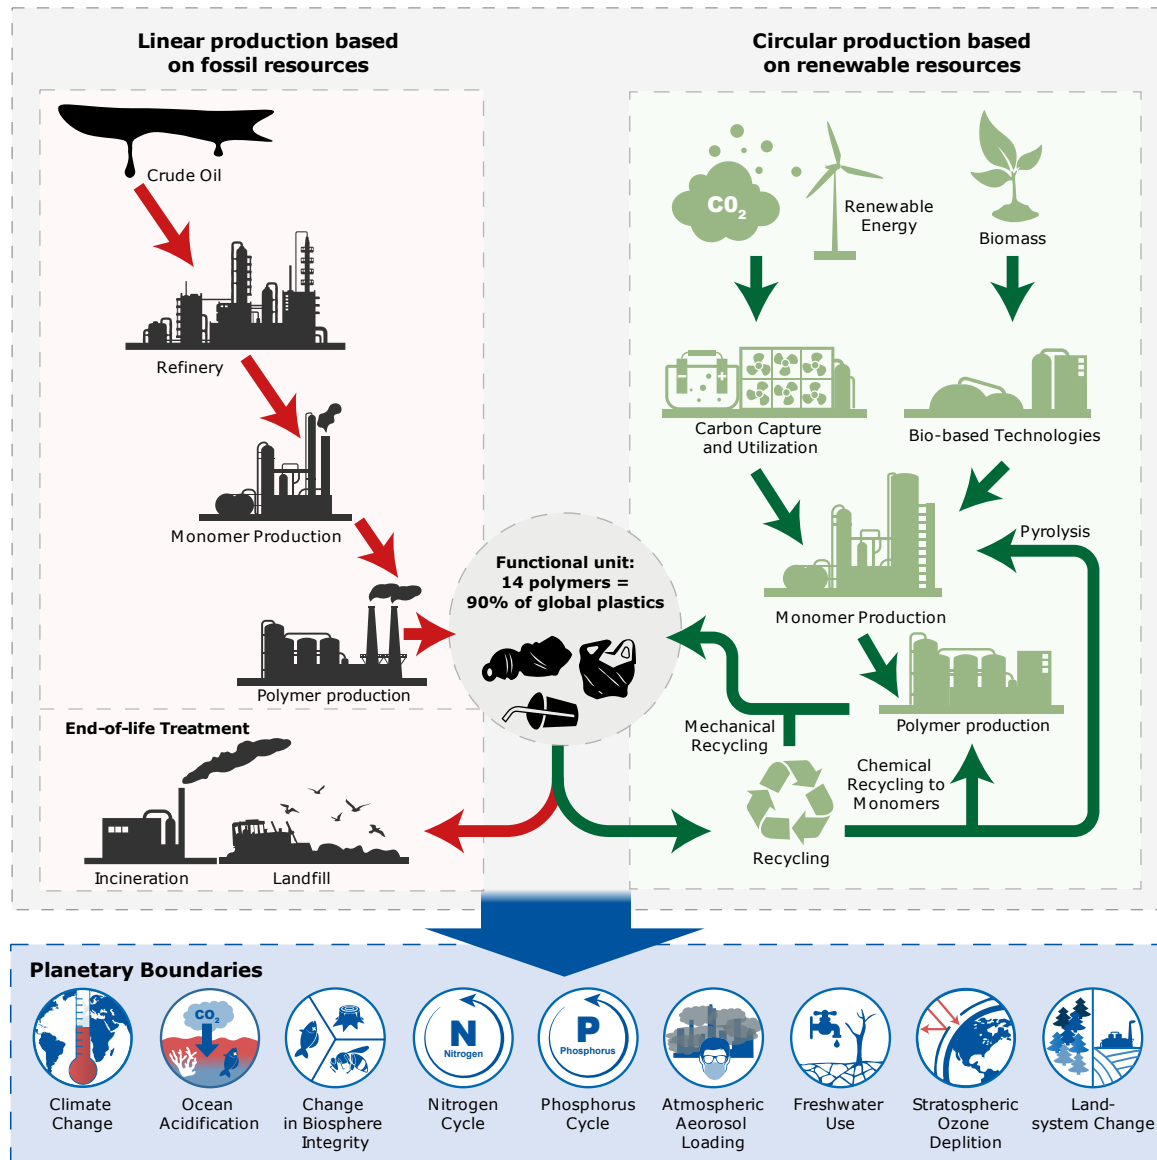 Linear production based
on fossil resources
Circular production based
on renewable resources
Crude Oil
Refinery
Monomer Production
Polymer production
End-of-life Treatment
Incineration
Landfill
Functional unit:
14 polymers =
90% of global plastics
CO2
Renewable
Energy
Biomass
Carbon Capture
and Utilization
Bio-based Technologies
Pyrolysis
Monomer Production
Polymer production
Mechanical
Recycling
Chemical
Recycling to
Monomers
Recycling
Planetary Boundaries
CO2
N
Nitrogen
P
Phosphorus
Climate
Change
Ocean
Acidification
Change
in Biosphere
Integrity
Nitrogen
Cycle
Phosphorus
Cycle
Atmospheric
Aeorosol
Loading
Freshwater
Use
Stratospheric
Ozone
Deplition
Land-
system Change